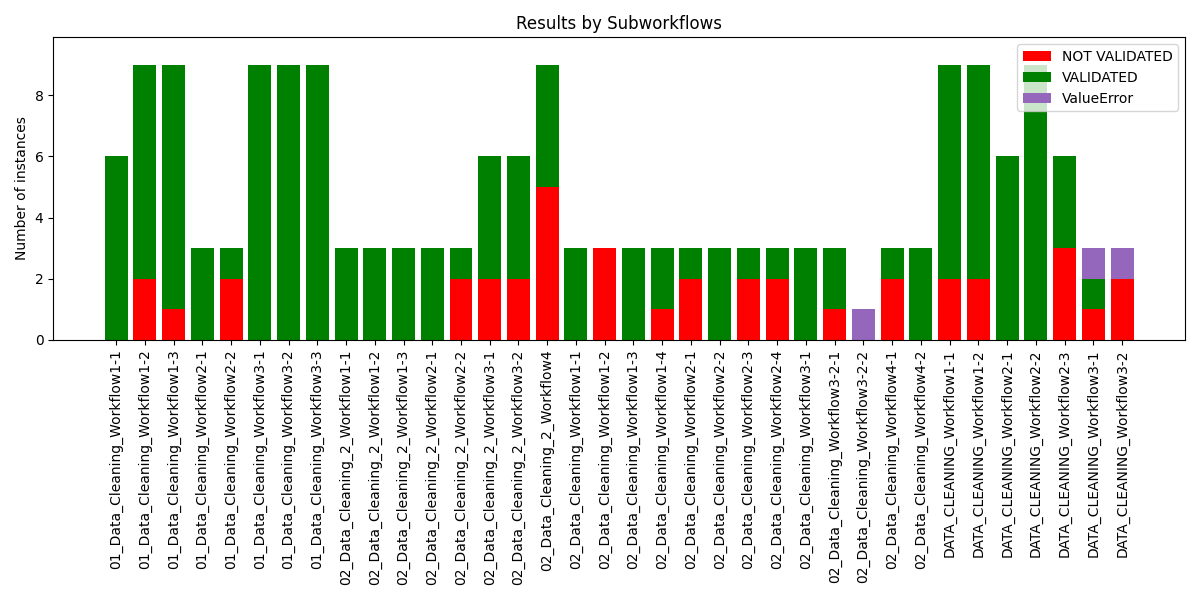 Results by Subworkflows
NOT VALIDATED
VALIDATED
ValueError
Number of instances
8
6
4
2
0
01_Data_Cleaning_Workflow1-1
01_Data_Cleaning_Workflow1-2
01_Data_Cleaning_Workflow1-3
01_Data_Cleaning_Workflow2-1
01_Data_Cleaning_Workflow2-2
01_Data_Cleaning_Workflow3-1
01_Data_Cleaning_Workflow3-2
01_Data_Cleaning_Workflow3-3
02_Data_Cleaning_2_Workflow1-1
02_Data_Cleaning_2_Workflow1-2
02_Data_Cleaning_2_Workflow1-3
02_Data_Cleaning_2_Workflow2-1
02_Data_Cleaning_2_Workflow2-2
02_Data_Cleaning_2_Workflow3-1
02_Data_Cleaning_2_Workflow3-2
02_Data_Cleaning_2_Workflow4
02_Data_Cleaning_Workflow1-1
02_Data_Cleaning_Workflow1-2
02_Data_Cleaning_Workflow1-3
02_Data_Cleaning_Workflow1-4
02_Data_Cleaning_Workflow2-1
02_Data_Cleaning_Workflow2-2
02_Data_Cleaning_Workflow2-3
02_Data_Cleaning_Workflow2-4
02_Data_Cleaning_Workflow3-1
02_Data_Cleaning_Workflow3-2-1
02_Data_Cleaning_Workflow3-2-2
02_Data_Cleaning_Workflow4-1
02_Data_Cleaning_Workflow4-2
DATA_CLEANING_Workflow1-1
DATA_CLEANING_Workflow1-2
DATA_CLEANING_Workflow2-1
DATA_CLEANING_Workflow2-2
DATA_CLEANING_Workflow2-3
DATA_CLEANING_Workflow3-1
DATA_CLEANING_Workflow3-2